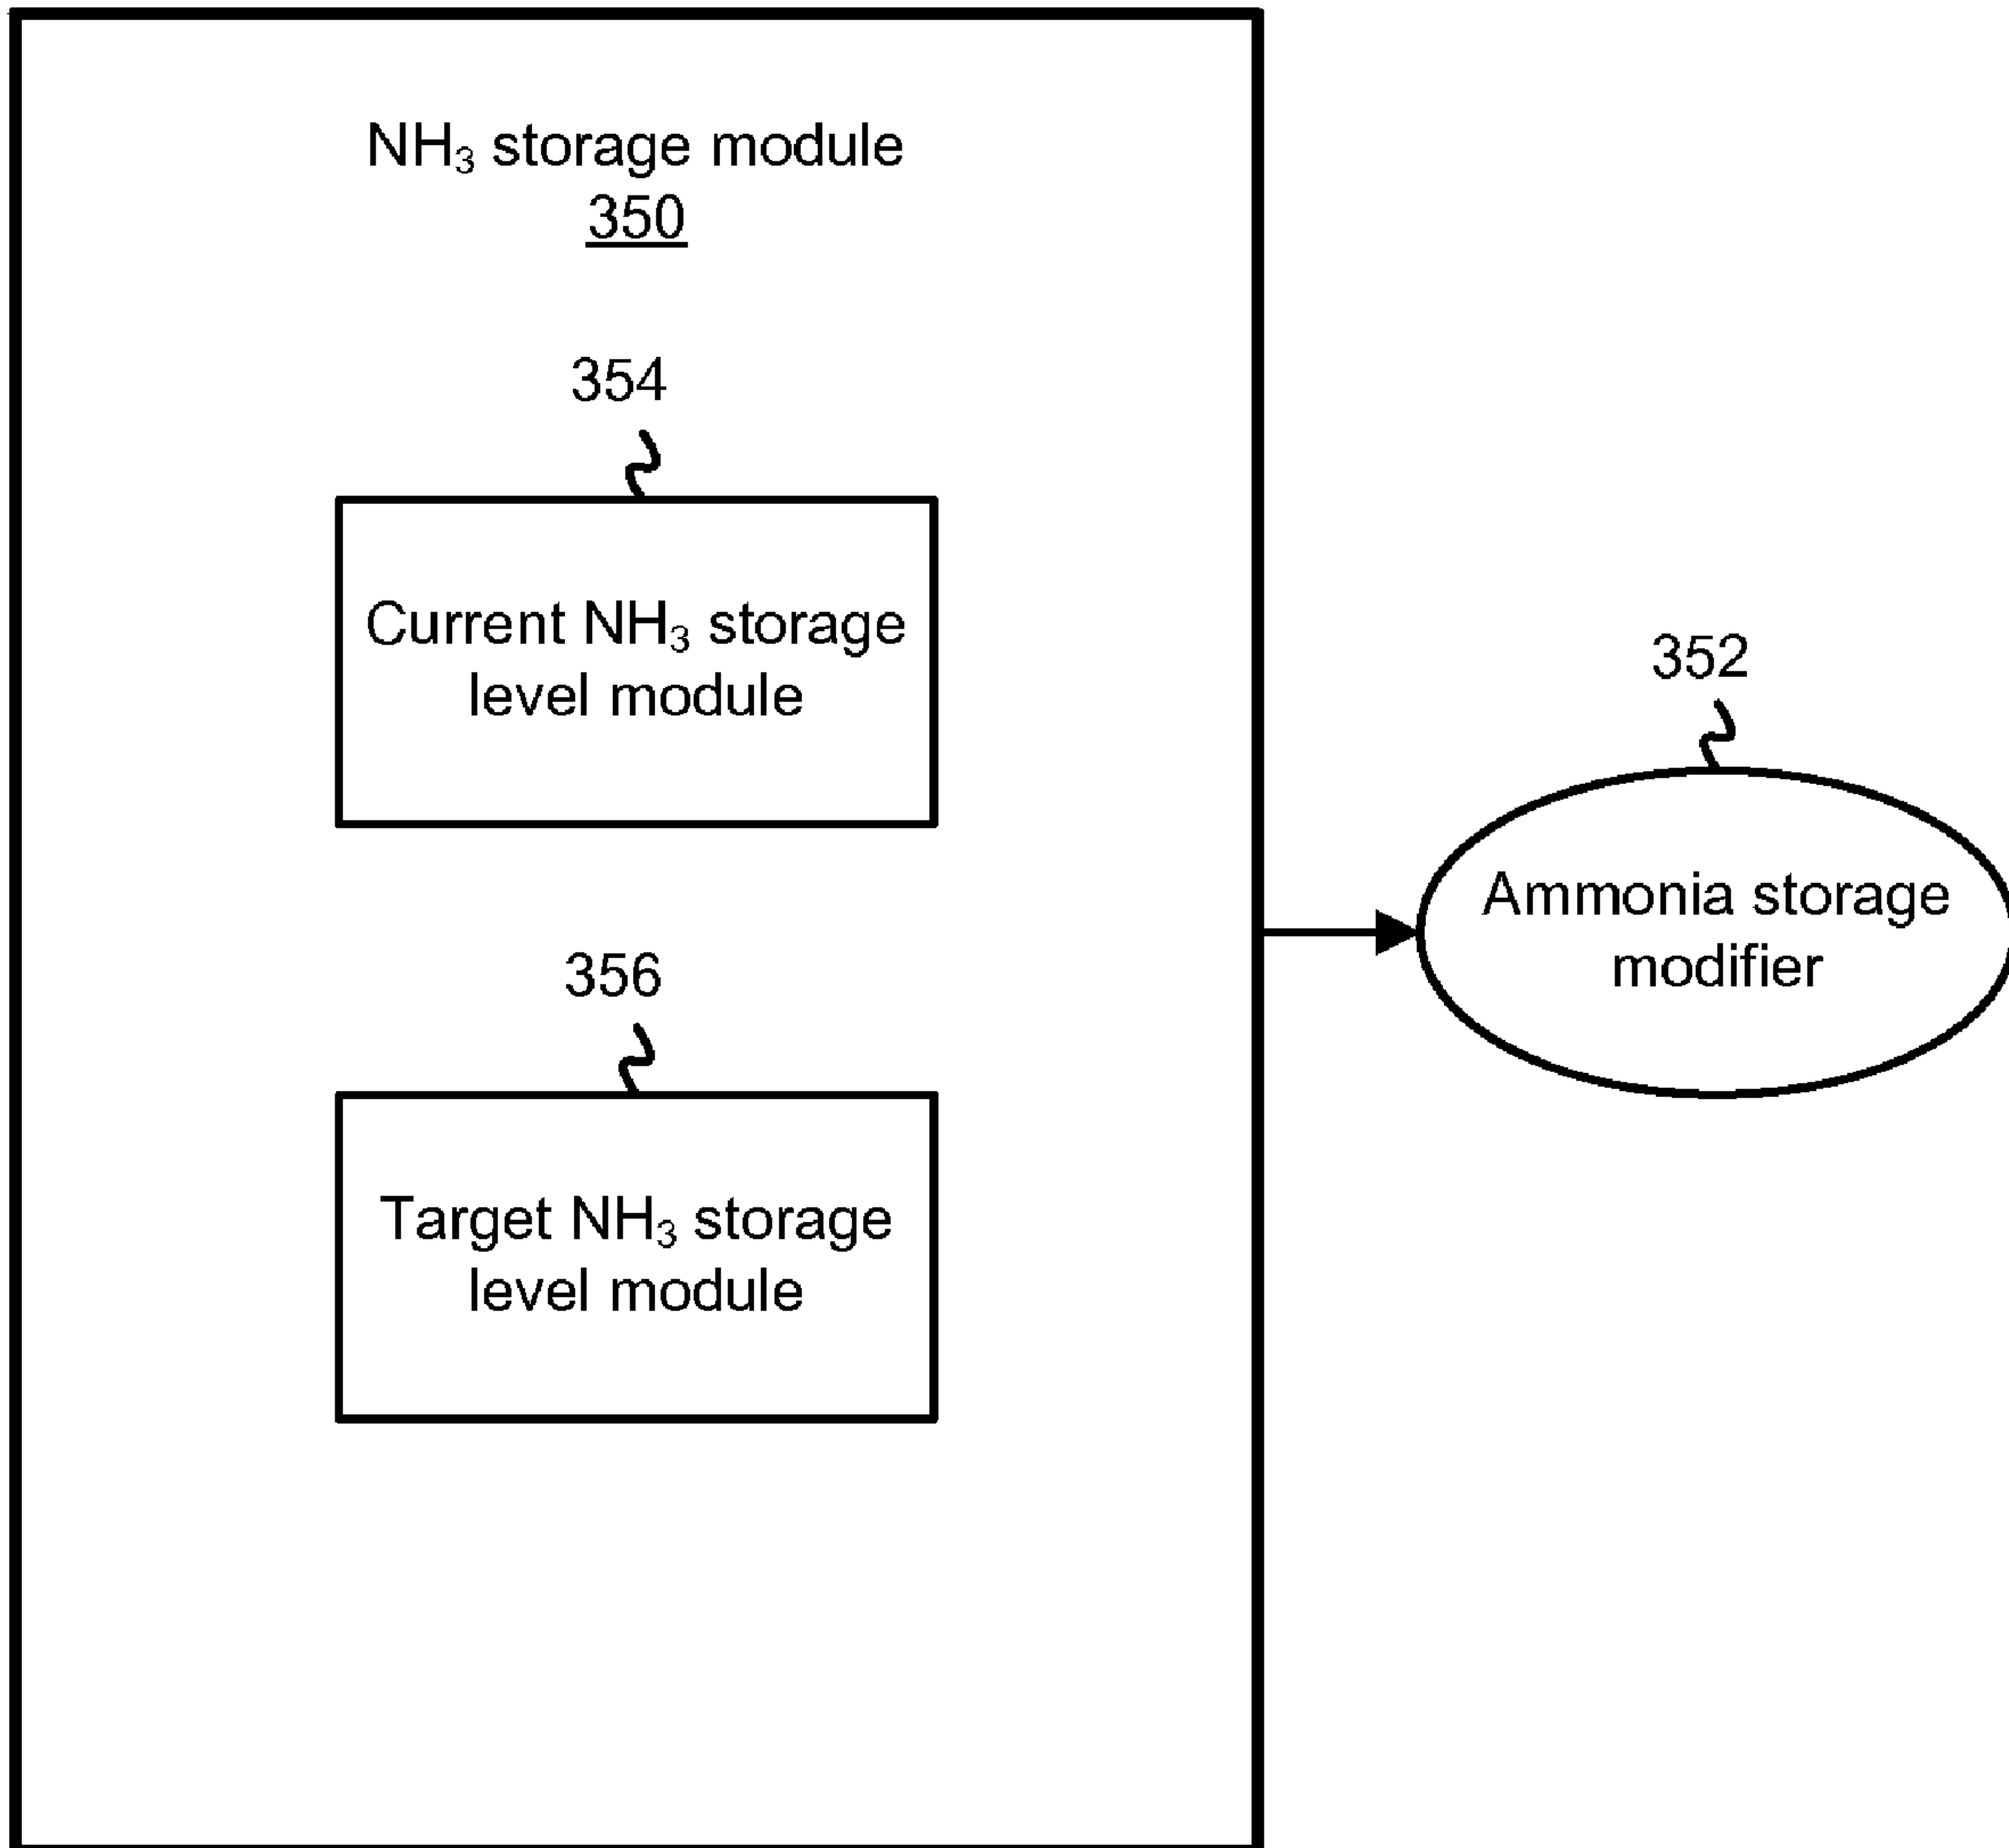 NH₃ storage module
350
354
Current NH₃ storage
level module
352
Ammonia storage
modifier
356
Target NH₃ storage
level module